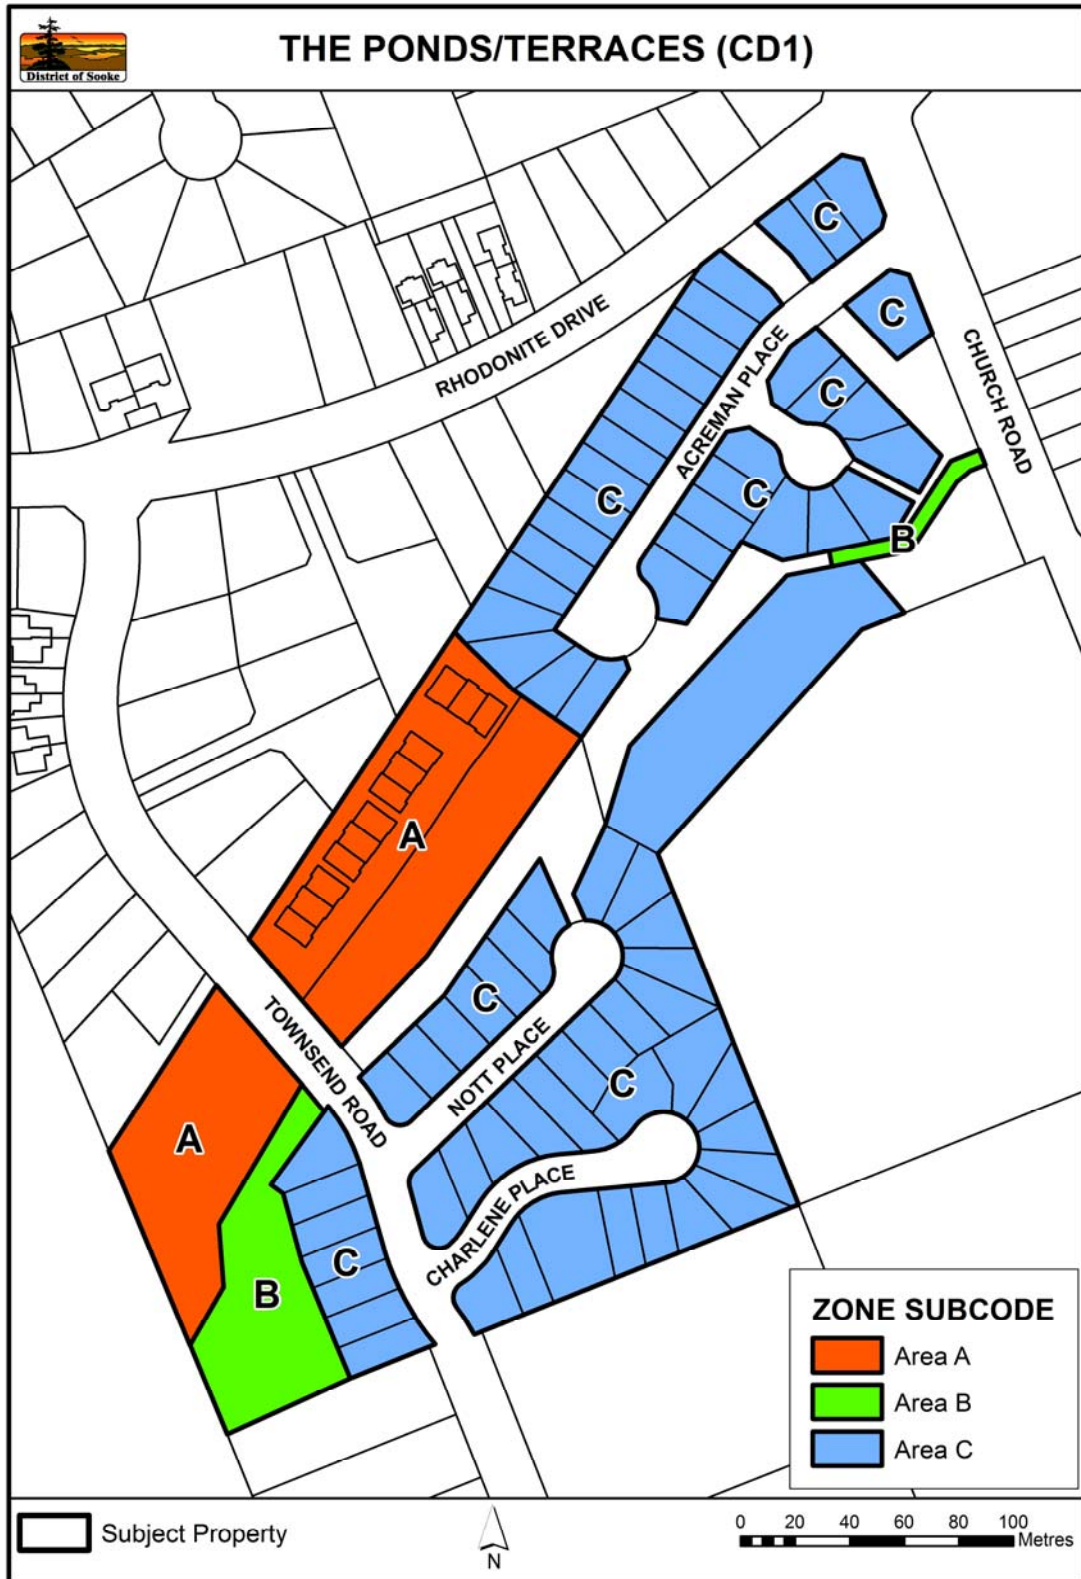 District of Sooke
THE PONDS/TERRACES (CD1)
C
C
RHODONITE DRIVE
ACREMAN PLACE
CHURCH ROAD
C
C
C
B
A
C
TOWNSEND ROAD
NOTT PLACE
C
A
CHARLENE PLACE
C
B
ZONE SUBCODE
Area A
Area B
Area C
Subject Property
N
0 20 40 60 80 100
Metres